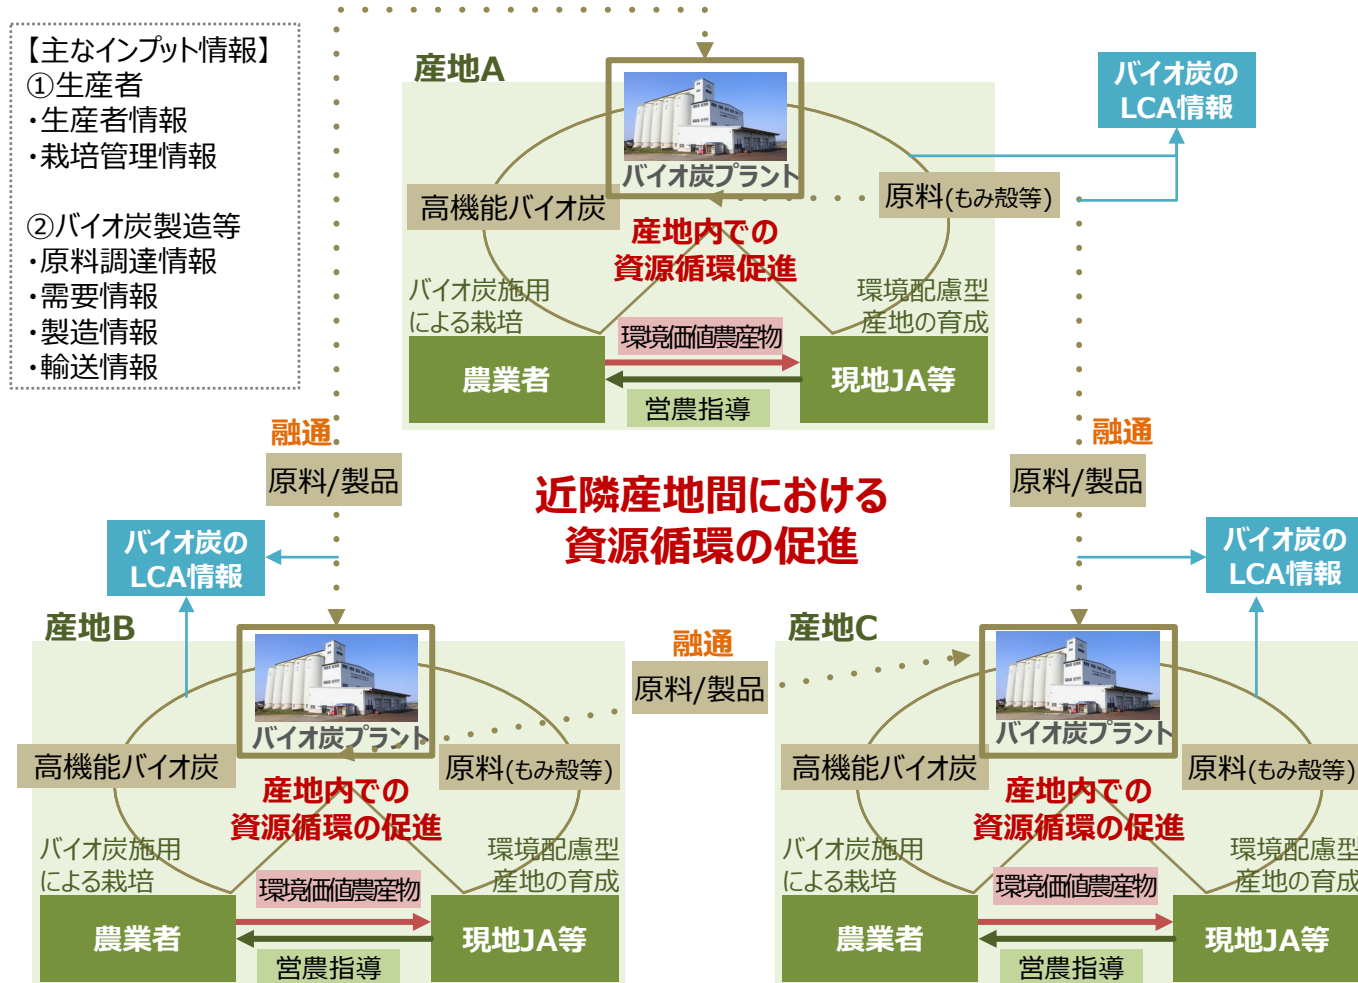 【主なインプット情報】
①生産者
・生産者情報
・栽培管理情報
②バイオ炭製造等
・原料調達情報
・需要情報
・製造情報
・輸送情報
産地A
バイオ炭プラント
高機能バイオ炭
原料(もみ殻等)
産地内での
資源循環促進
バイオ炭施用
による栽培
環境配慮型
産地の育成
環境価値農産物
農業者
現地JA等
営農指導
バイオ炭の
LCA情報
融通
原料/製品
融通
原料/製品
近隣産地間における
資源循環の促進
バイオ炭の
LCA情報
バイオ炭の
LCA情報
産地B
バイオ炭プラント
高機能バイオ炭
原料(もみ殻等)
産地内での
資源循環の促進
バイオ炭施用
による栽培
環境配慮型
産地の育成
環境価値農産物
農業者
現地JA等
営農指導
融通
原料/製品
産地C
バイオ炭プラント
高機能バイオ炭
原料(もみ殻等)
産地内での
資源循環の促進
バイオ炭施用
による栽培
環境配慮型
産地の育成
環境価値農産物
農業者
現地JA等
営農指導